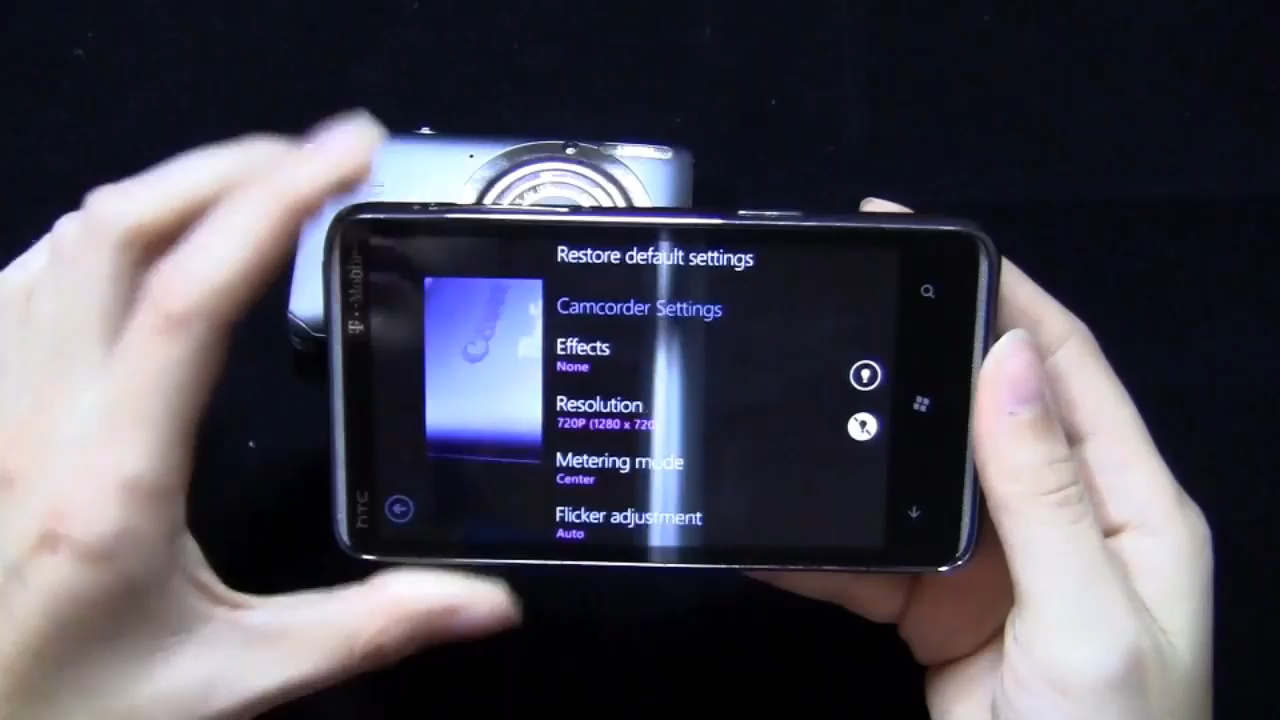 T··Mobile
Restore default settings
Camcorder Settings
Effects
None
Resolution
720P (1280 x 720
Metering mode
Center
Flicker adjustment
Auto
hTC